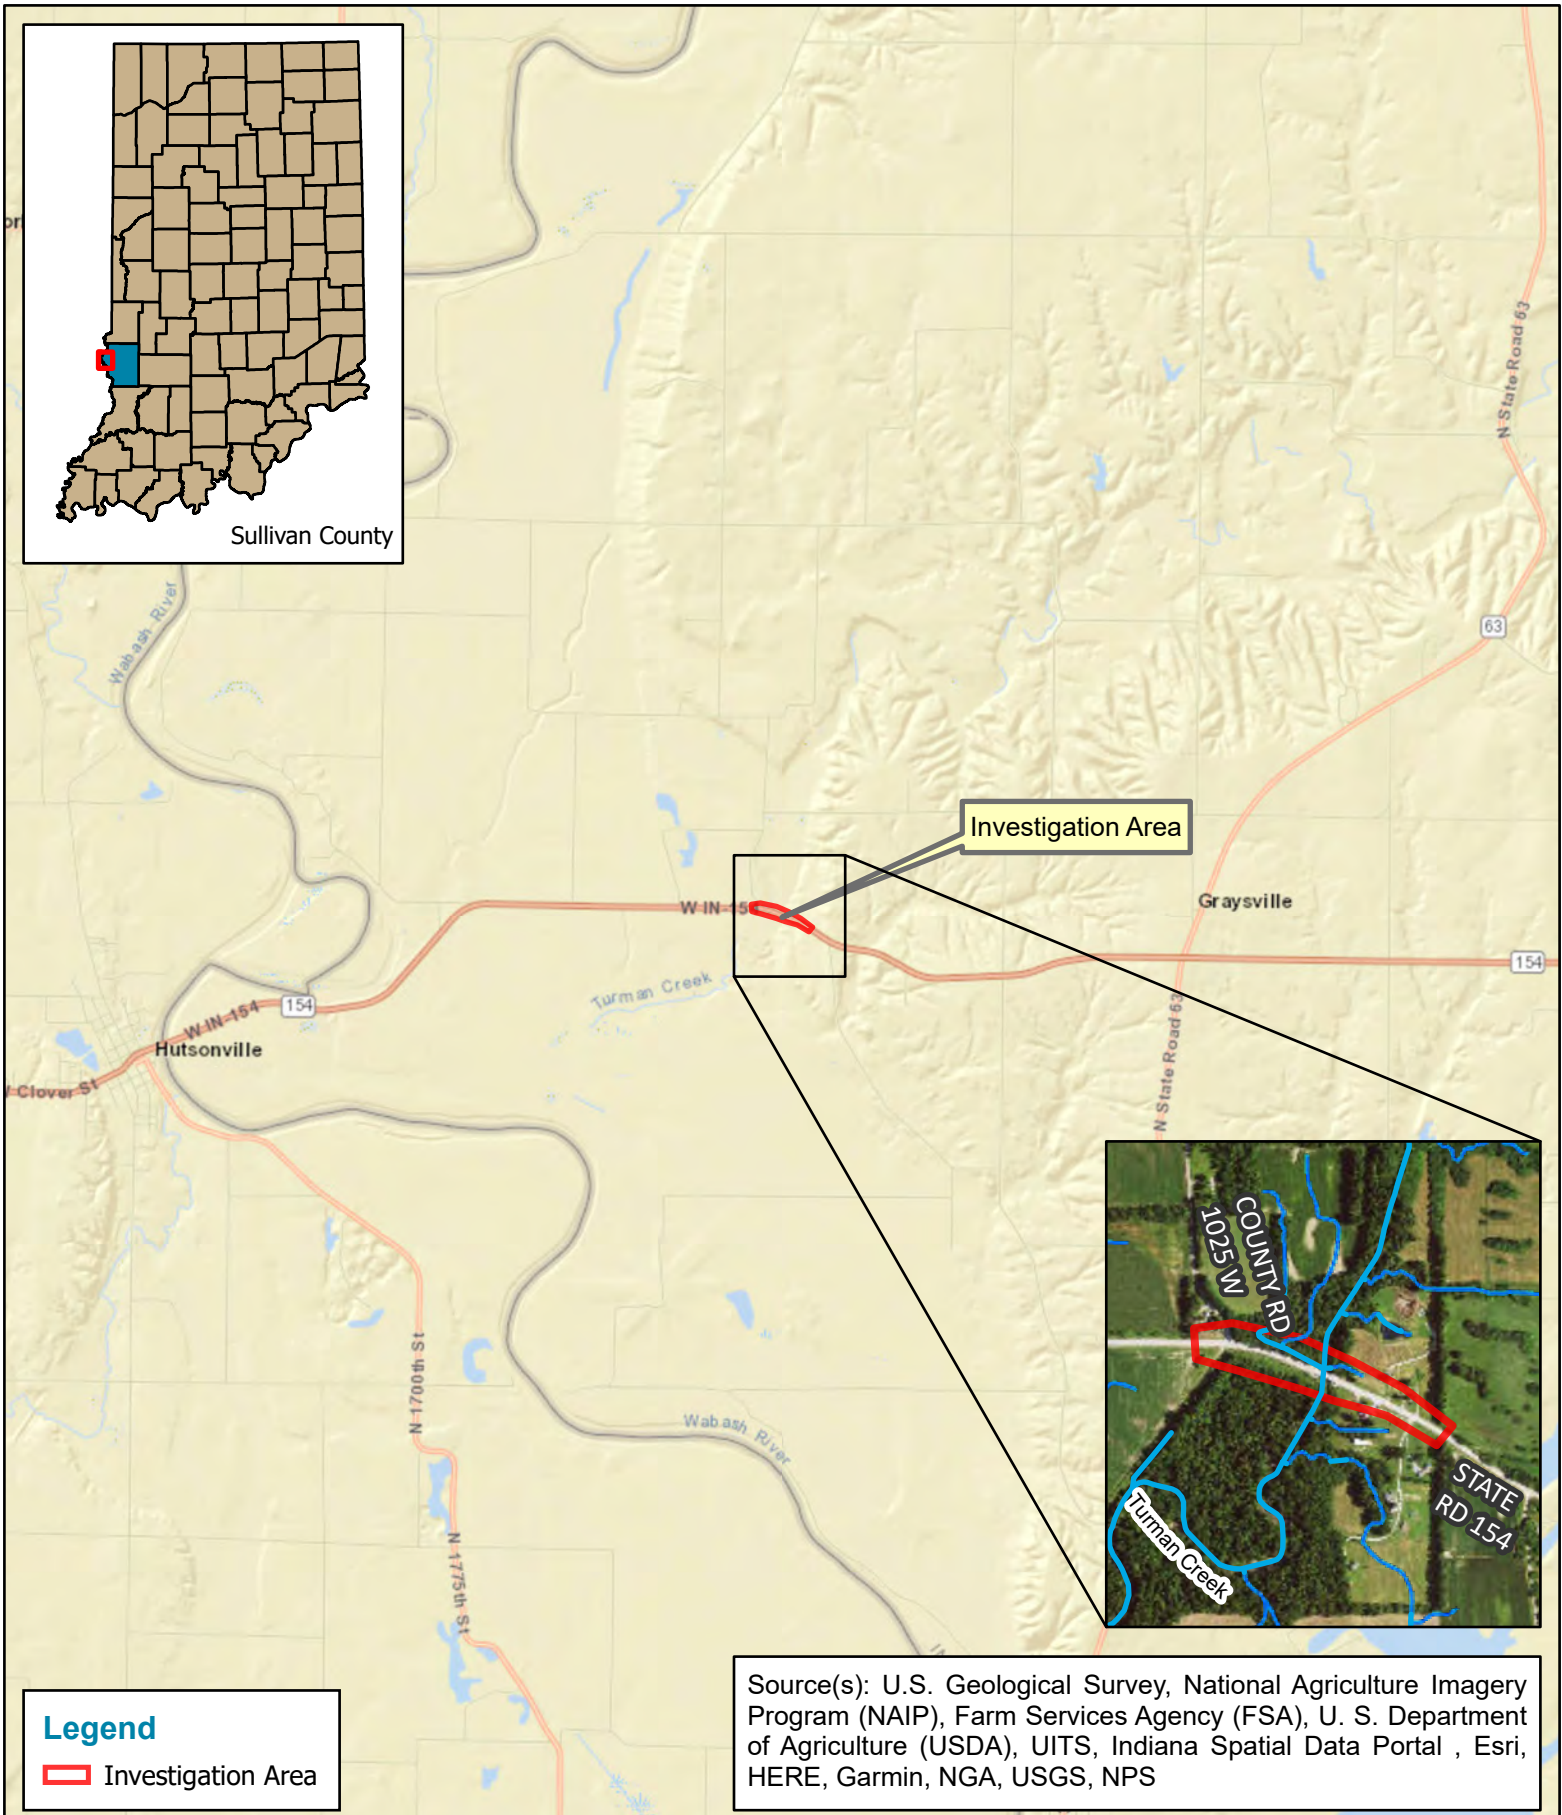 Sullivan County
Wabash River
N State Road 63
63
Investigation Area
Graysville
W IN-154
154
Turman Creek
154
W IN-154
Hutsonville
Clover St
N State Road 63
COUNTY RD
1025 W
STATE
RD 154
Turman Creek
N 1700th St
Wabash River
N 1775th St
Legend
Investigation Area
Source(s): U.S. Geological Survey, National Agriculture Imagery
Program (NAIP), Farm Services Agency (FSA), U. S. Department
of Agriculture (USDA), UITS, Indiana Spatial Data Portal , Esri,
HERE, Garmin, NGA, USGS, NPS